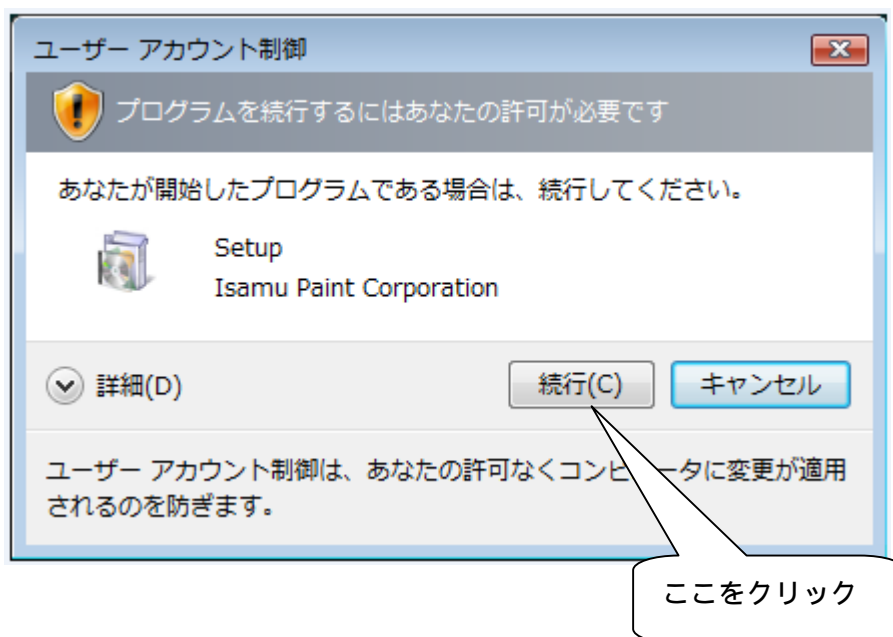 ユーザー アカウント制御
プログラムを続行するにはあなたの許可が必要です
あなたが開始したプログラムである場合は、続行してください。
Setup
Isamu Paint Corporation
詳細(D)
続行(C)
キャンセル
ユーザー アカウント制御は、あなたの許可なくコンピュータに変更が適用
されるのを防ぎます。
ここをクリック